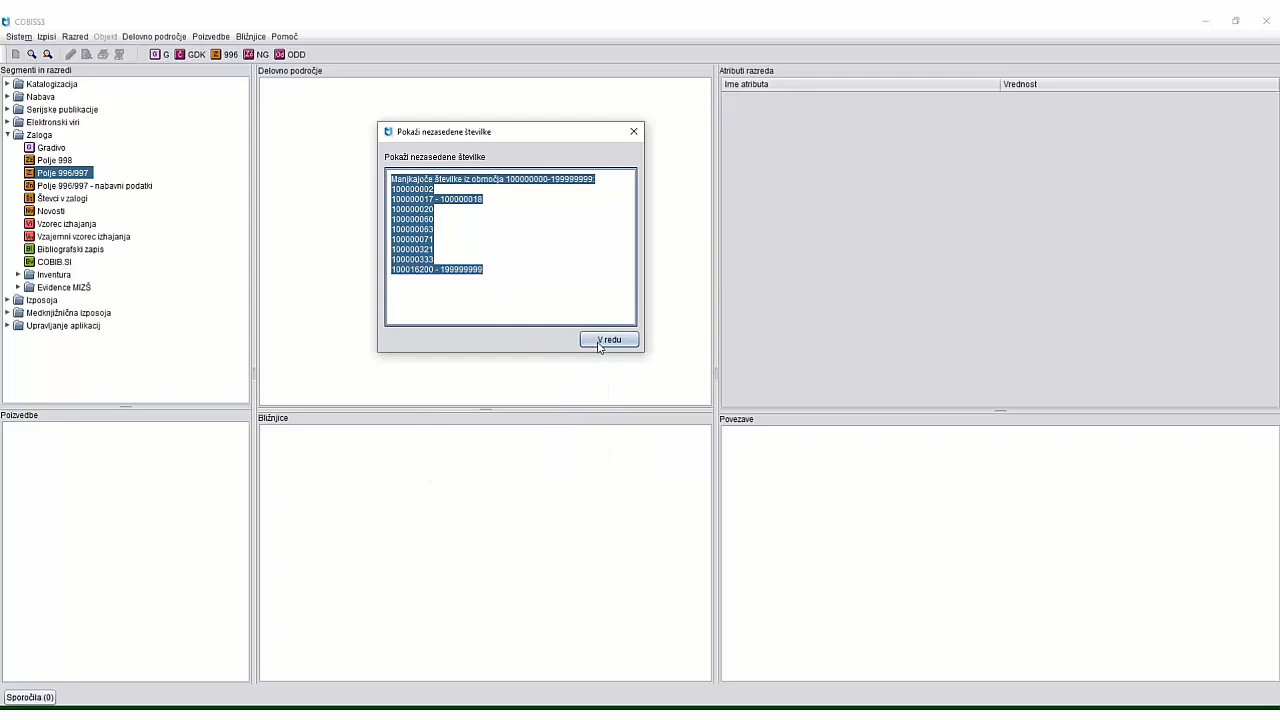 COBISS3
Sistem Izpisi Razred Objekt Delovno področje Poizvedbe Bližnjice Pomoč
G GDK 996 NG ODD
Segmenti in razredi
Katalogizacija
Nabava
Serijske publikacije
Elektronski viri
Zaloga
Gradivo
Polje 998
Polje 996/997
Polje 996/997 - nabavni podatki
Števci v zalogi
Novosti
Vzorec izhajanja
Vzajemni vzorec izhajanja
Bibliografski zapis
COBIB.SI
Inventura
Evidence MIZŠ
Izposoja
Medknjižnična izposoja
Upravljanje aplikacij
Delovno področje
Pokaži nezasedene številke
Pokaži nezasedene številke
Manjkajoče številke iz območja 100000000-199999999:
100000002
100000017 - 100000018
100000020
100000060
100000063
100000071
100000321
100000333
100016200 - 199999999
V redu
Atributi razreda
Ime atributa Vrednost
Poizvedbe
Bližnjice
Povezave
Sporočila (0)